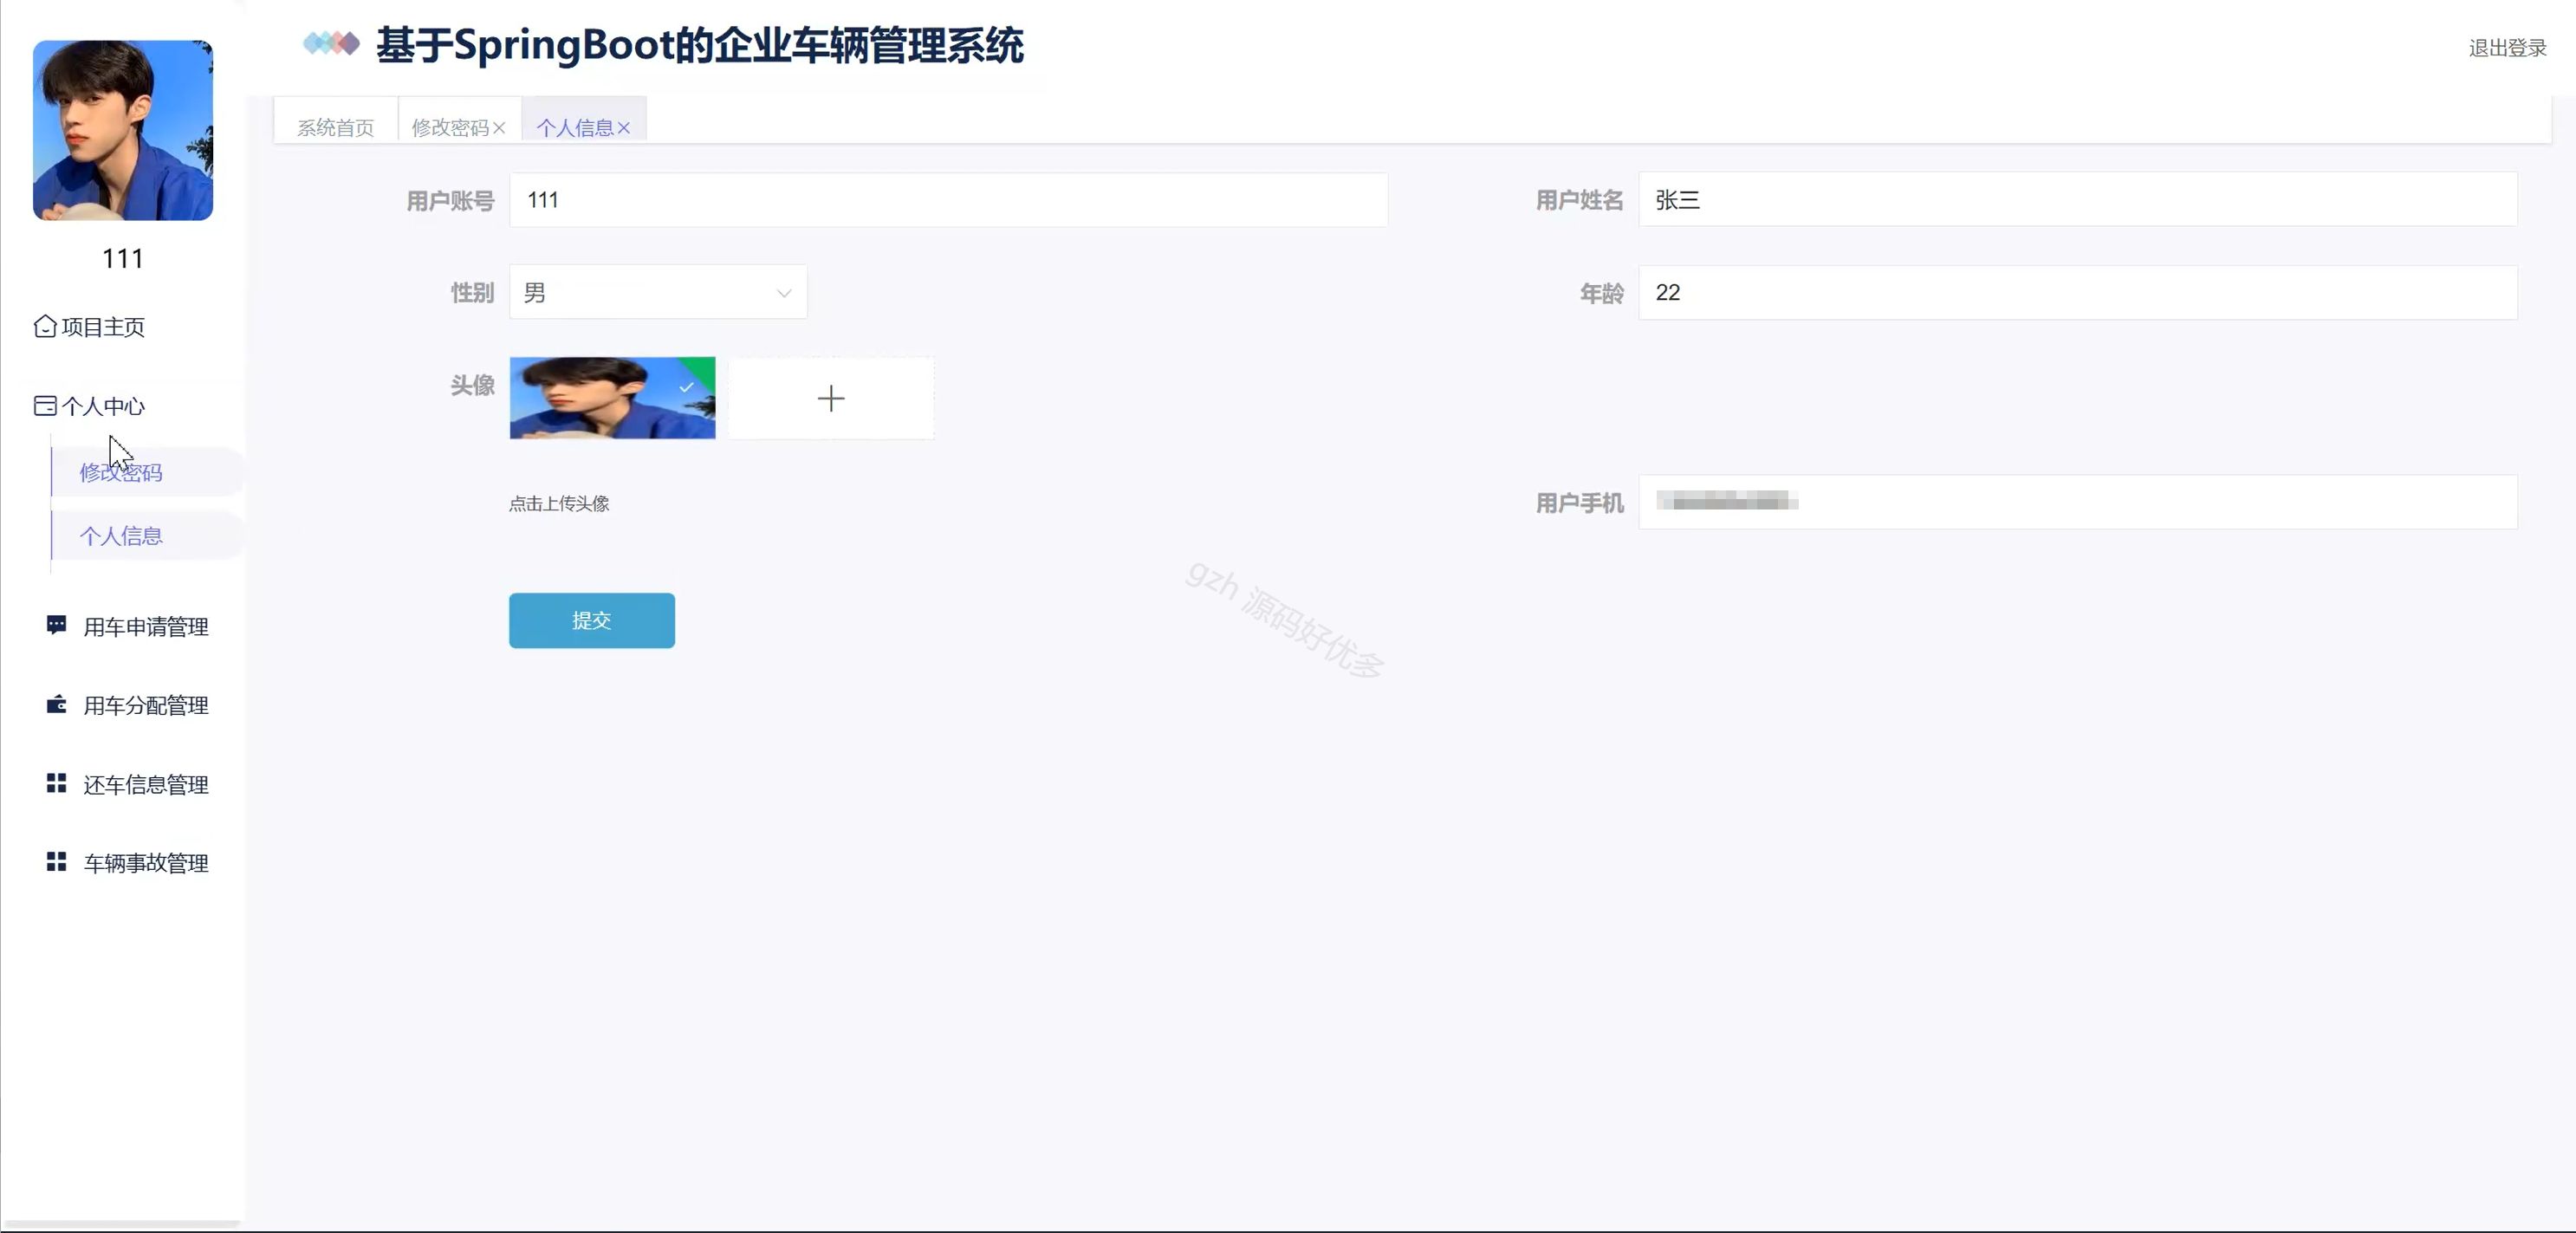 基于SpringBoot的企业车辆管理系统
退出登录
111
项目主页
个人中心
修改密码
个人信息
用车申请管理
用车分配管理
还车信息管理
车辆事故管理
系统首页
修改密码
个人信息
用户账号
111
用户姓名
张三
性别
男
年龄
22
头像
点击上传头像
用户手机
提交
gzh 源码好优多